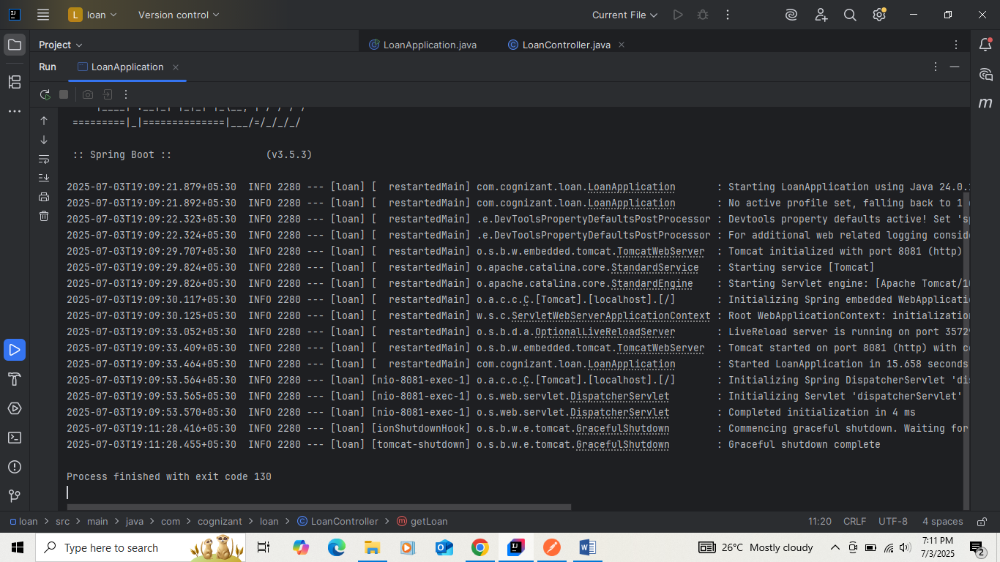 L loan Version control Current File
Project LoanApplication.java LoanController.java
Run LoanApplication
=========|_|==============|___/=/_/_/_/
:: Spring Boot :: (v3.5.3)
2025-07-03T19:09:21.879+05:30 INFO 2280 --- [loan] [ restartedMain] com.cognizant.loan.LoanApplication : Starting LoanApplication using Java 24.0.
2025-07-03T19:09:21.892+05:30 INFO 2280 --- [loan] [ restartedMain] com.cognizant.loan.LoanApplication : No active profile set, falling back to 1
2025-07-03T19:09:22.323+05:30 INFO 2280 --- [loan] [ restartedMain] .e.DevToolsPropertyDefaultsPostProcessor : Devtools property defaults active! Set 'sp
2025-07-03T19:09:22.324+05:30 INFO 2280 --- [loan] [ restartedMain] .e.DevToolsPropertyDefaultsPostProcessor : For additional web related logging consid
2025-07-03T19:09:29.707+05:30 INFO 2280 --- [loan] [ restartedMain] o.s.b.w.embedded.tomcat.TomcatWebServer : Tomcat initialized with port 8081 (http)
2025-07-03T19:09:29.824+05:30 INFO 2280 --- [loan] [ restartedMain] o.apache.catalina.core.StandardService : Starting service [Tomcat]
2025-07-03T19:09:29.826+05:30 INFO 2280 --- [loan] [ restartedMain] o.apache.catalina.core.StandardEngine : Starting Servlet engine: [Apache Tomcat/1
2025-07-03T19:09:30.117+05:30 INFO 2280 --- [loan] [ restartedMain] o.a.c.c.C.[Tomcat].[localhost].[/] : Initializing Spring embedded WebApplicati
2025-07-03T19:09:30.125+05:30 INFO 2280 --- [loan] [ restartedMain] w.s.c.ServletWebServerApplicationContext : Root WebApplicationContext: initialization
2025-07-03T19:09:33.052+05:30 INFO 2280 --- [loan] [ restartedMain] o.s.b.d.a.OptionalLiveReloadServer : LiveReload server is running on port 35729
2025-07-03T19:09:33.409+05:30 INFO 2280 --- [loan] [ restartedMain] o.s.b.w.embedded.tomcat.TomcatWebServer : Tomcat started on port 8081 (http) with c
2025-07-03T19:09:33.464+05:30 INFO 2280 --- [loan] [ restartedMain] com.cognizant.loan.LoanApplication : Started LoanApplication in 15.658 seconds
2025-07-03T19:09:53.564+05:30 INFO 2280 --- [loan] [nio-8081-exec-1] o.a.c.c.C.[Tomcat].[localhost].[/] : Initializing Spring DispatcherServlet 'di
2025-07-03T19:09:53.565+05:30 INFO 2280 --- [loan] [nio-8081-exec-1] o.s.web.servlet.DispatcherServlet : Initializing Servlet 'dispatcherServlet'
2025-07-03T19:09:53.570+05:30 INFO 2280 --- [loan] [nio-8081-exec-1] o.s.web.servlet.DispatcherServlet : Completed initialization in 4 ms
2025-07-03T19:11:28.416+05:30 INFO 2280 --- [loan] [ionShutdownHook] o.s.b.w.e.tomcat.GracefulShutdown : Commencing graceful shutdown. Waiting for
2025-07-03T19:11:28.455+05:30 INFO 2280 --- [loan] [tomcat-shutdown] o.s.b.w.e.tomcat.GracefulShutdown : Graceful shutdown complete
Process finished with exit code 130
loan > src > main > java > com > cognizant > loan > LoanController > getLoan 11:20 CRLF UTF-8 4 spaces
Type here to search 26°C Mostly cloudy 7:11 PM
7/3/2025 2